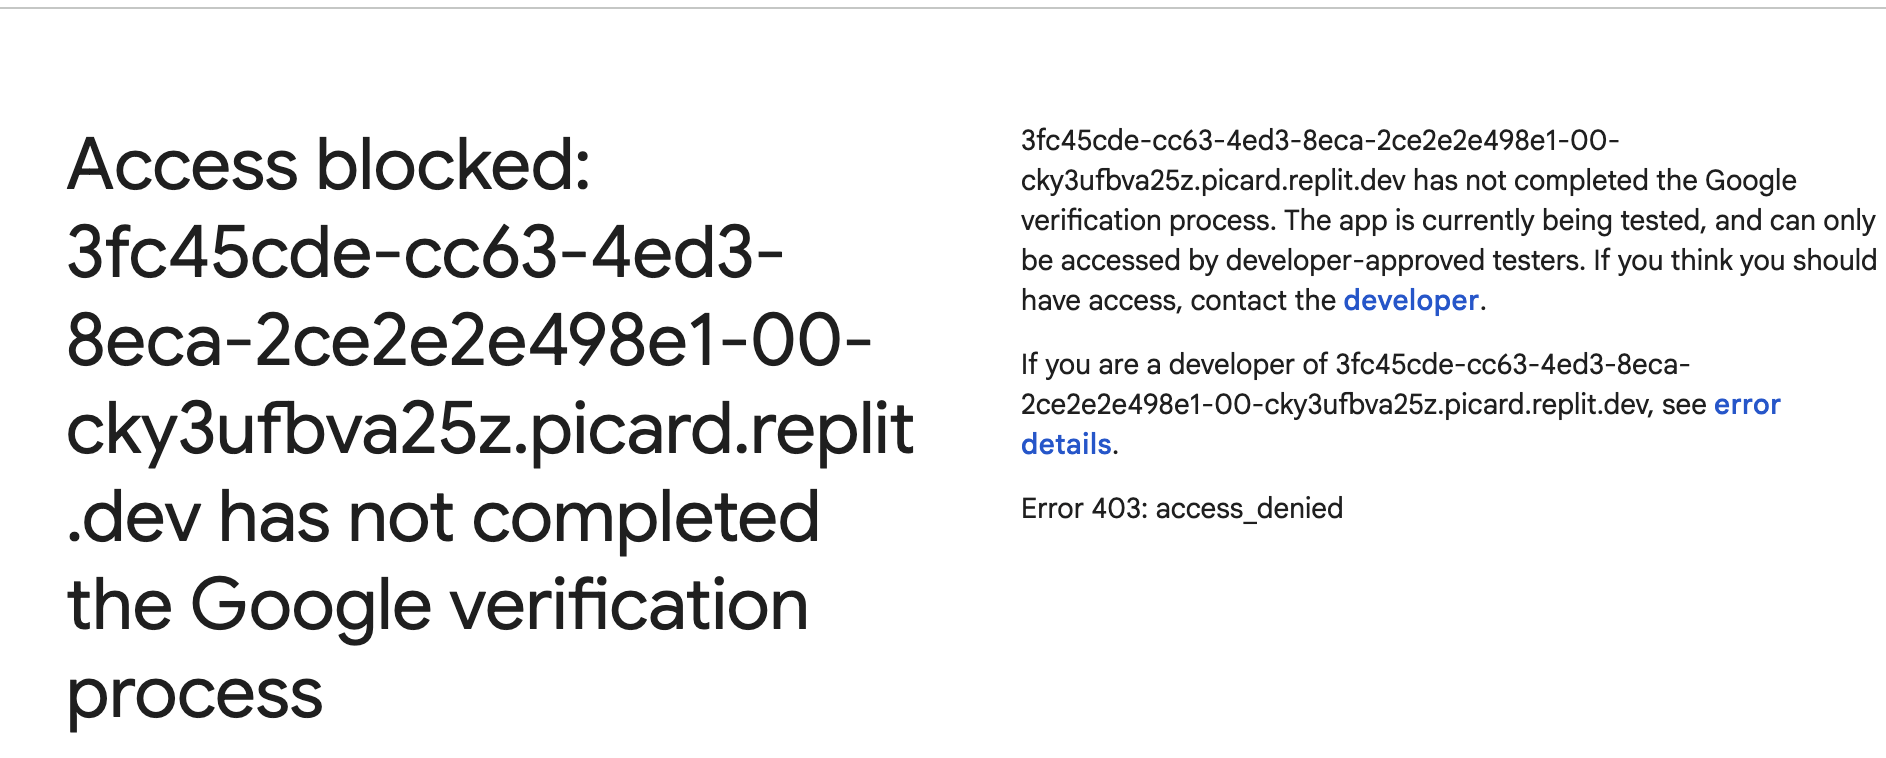 Access blocked:
3fc45cde-cc63-4ed3-
8eca-2ce2e2e498e1-00-
cky3ufbva25z.picard.replit
.dev has not completed
the Google verification
process
3fc45cde-cc63-4ed3-8eca-2ce2e2e498e1-00-
cky3ufbva25z.picard.replit.dev has not completed the Google
verification process. The app is currently being tested, and can only
be accessed by developer-approved testers. If you think you should
have access, contact the developer.
If you are a developer of 3fc45cde-cc63-4ed3-8eca-
2ce2e2e498e1-00-cky3ufbva25z.picard.replit.dev, see error
details.
Error 403: access_denied